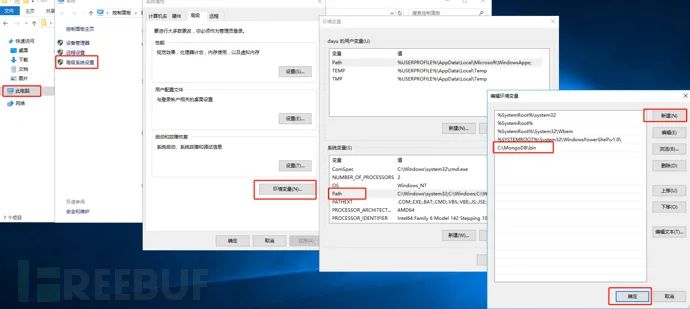 快速访问
桌面
下载
文档
图片
此电脑
网络
7 个项目
系统
控制面板
控制面板主页
设备管理器
远程设置
高级系统设置
另请参阅
安全和维护
系统属性
计算机名
硬件
高级
远程
要进行大多数更改，你必须作为管理员登录。
性能
视觉效果，处理器计划，内存使用，以及虚拟内存
设置(S)...
用户配置文件
与登录帐户相关的桌面设置
设置(E)...
启动和故障恢复
系统启动、系统故障和调试信息
设置(T)...
环境变量(N)...
确定
取消
应用(A)
搜索控制面板
环境变量
dayu 的用户变量(U)
变量
值
Path
%USERPROFILE%\AppData\Local\Microsoft\WindowsApps;
TEMP
%USERPROFILE%\AppData\Local\Temp
TMP
%USERPROFILE%\AppData\Local\Temp
新建(N)...
系统变量(S)
变量
值
ComSpec
C:\Windows\system32\cmd.exe
NUMBER_OF_PROCESSORS
2
OS
Windows_NT
Path
C:\Windows\system32;C:\Windows;C:\
PATHEXT
.COM;.EXE;.BAT;.CMD;.VBS;.VBE;.JS;.JSE;
PROCESSOR_ARCHITECT...
AMD64
PROCESSOR_IDENTIFIER
Intel64 Family 6 Model 142 Stepping 10
新建(W)...
编辑环境变量
%SystemRoot%\system32
%SystemRoot%
%SystemRoot%\System32\Wbem
%SYSTEMROOT%\System32\WindowsPowerShell\v1.0\
C:\MongoDB\bin
新建(N)
编辑(E)
浏览(B)...
删除(D)
上移(U)
下移(O)
编辑文本(T)...
确定
取消
FREEBUF